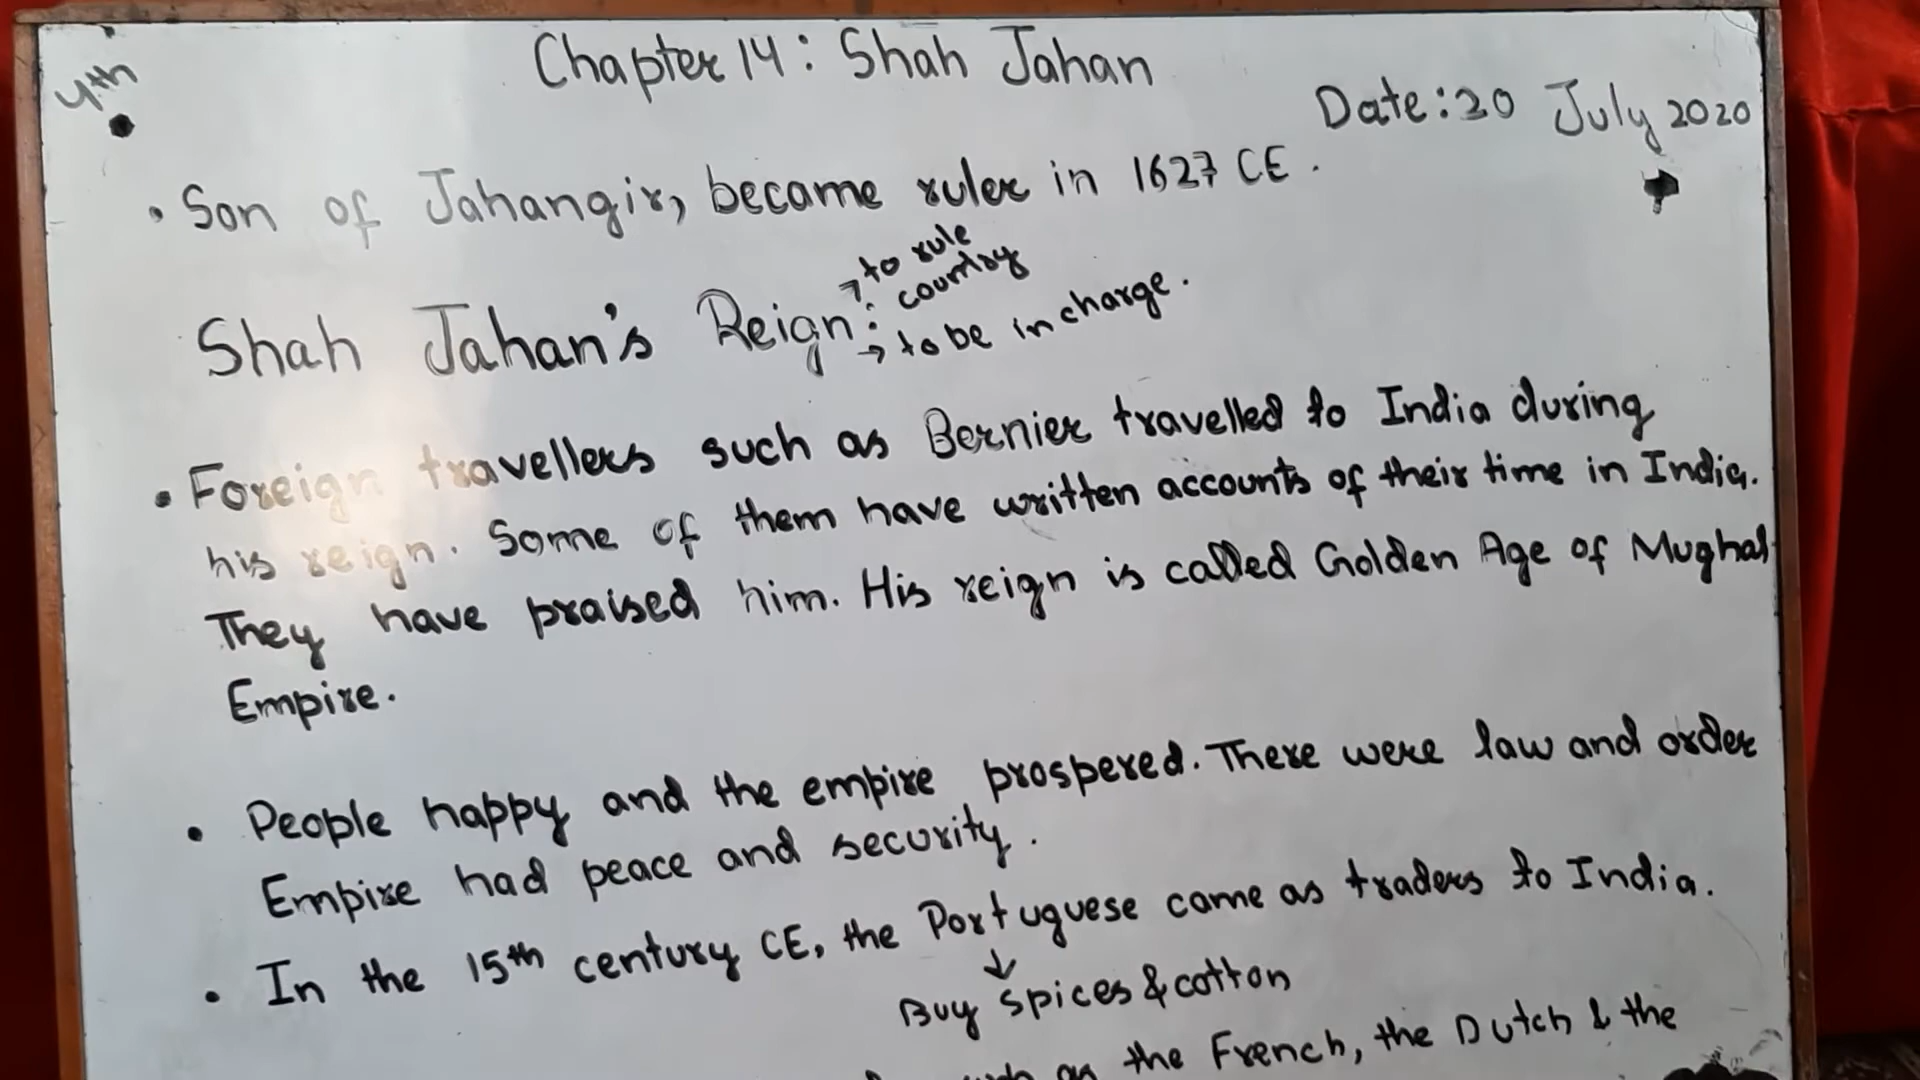 4th
Chapter 14: Shah Jahan
Date: 20 July 2020
• Son of Jahangir, became ruler in 1627 CE.
Shah Jahan's Reign: → to rule country
→ to be in charge.
• Foreign travellers such as Bernier travelled to India during
his reign. Some of them have written accounts of their time in India.
They have praised him. His reign is called Golden Age of Mughal
Empire.
• People happy and the empire prospered. There were law and order
Empire had peace and security.
• In the 15th century CE, the Portuguese came as traders to India.
↓
Buy spices & cotton
as the French, the Dutch & the